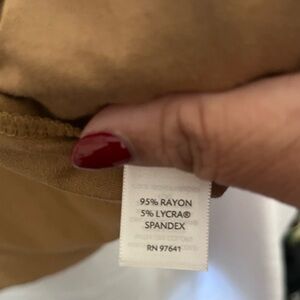 95% RAYON
5% LYCRA®
SPANDEX
RN 97641